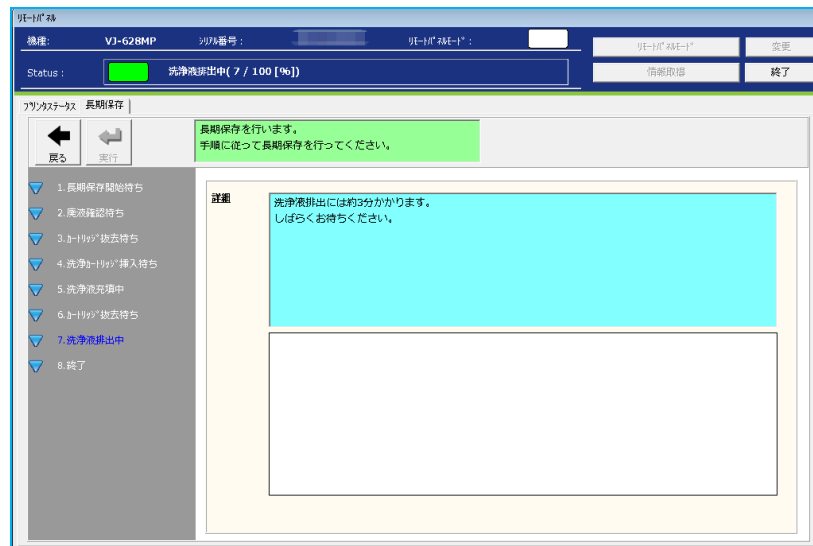 ﾘﾓｰﾄﾊﾟﾈﾙ
機種: VJ-628MP ｼﾘｱﾙ番号: ﾘﾓｰﾄﾊﾟﾈﾙﾓｰﾄﾞ: ﾘﾓｰﾄﾊﾟﾈﾙﾓｰﾄﾞ 変更
Status : 洗浄液排出中( 7 / 100 [%]) 情報取得 終了
ﾌﾟﾘﾝﾀｽﾃｰﾀｽ 長期保存
戻る 実行
長期保存を行います。
手順に従って長期保存を行ってください。
1.長期保存開始待ち
2.廃液確認待ち
3.ｶｰﾄﾘｯｼﾞ抜去待ち
4.洗浄ｶｰﾄﾘｯｼﾞ挿入待ち
5.洗浄液充填中
6.ｶｰﾄﾘｯｼﾞ抜去待ち
7.洗浄液排出中
8.終了
詳細
洗浄液排出には約3分かかります。
しばらくお待ちください。